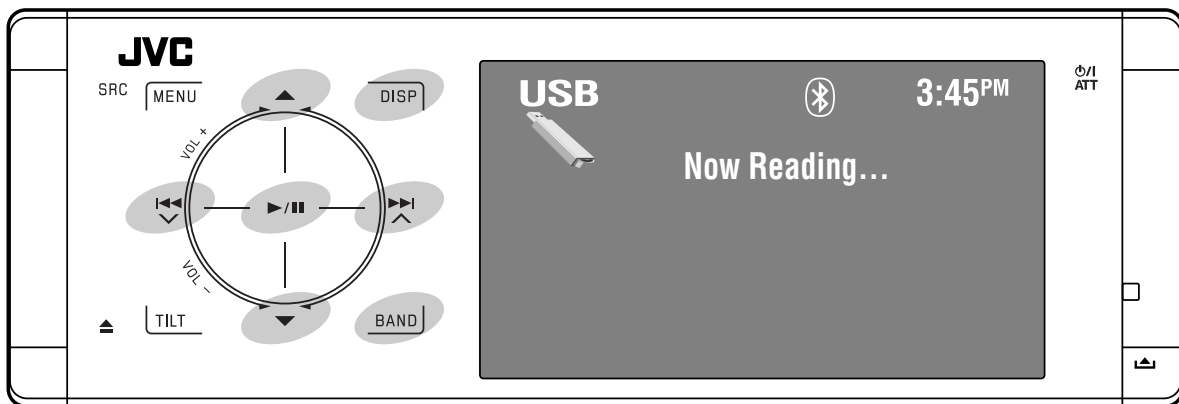 JVC
SRC MENU DISP
VOL +
VOL –
TILT BAND
USB 3:45PM
Now Reading...
⏻/I
ATT